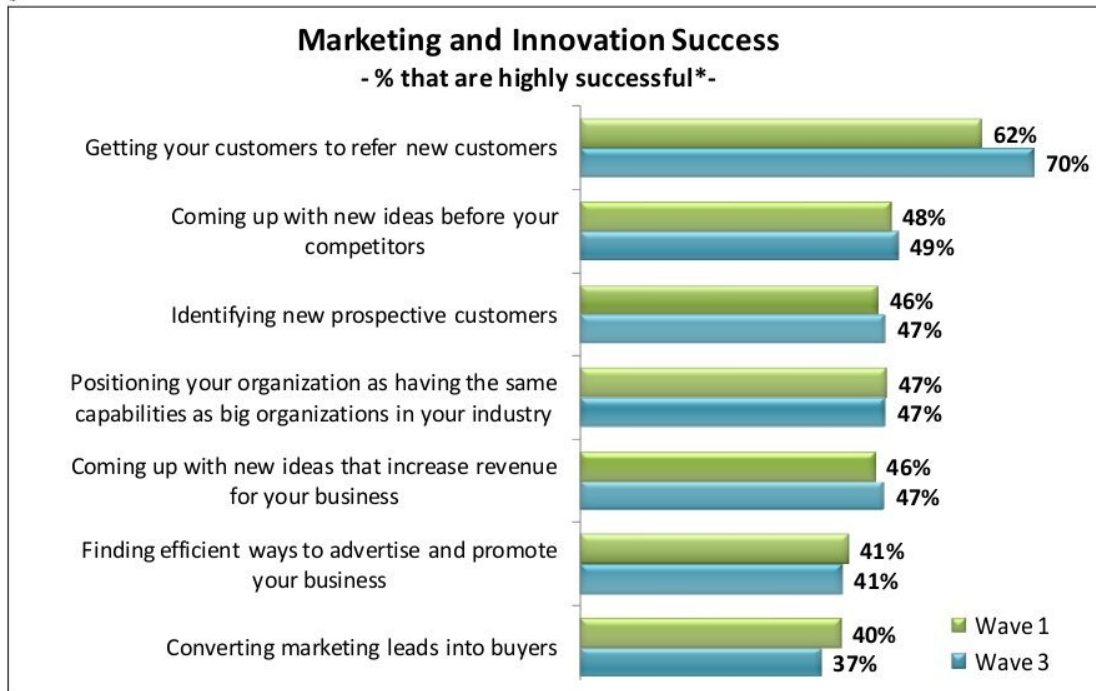 Marketing and Innovation Success
- % that are highly successful*-
Getting your customers to refer new customers
62%
70%
Coming up with new ideas before your
competitors
48%
49%
Identifying new prospective customers
46%
47%
Positioning your organization as having the same
capabilities as big organizations in your industry
47%
47%
Coming up with new ideas that increase revenue
for your business
46%
47%
Finding efficient ways to advertise and promote
your business
41%
41%
Converting marketing leads into buyers
40%
37%
Wave 1
Wave 3